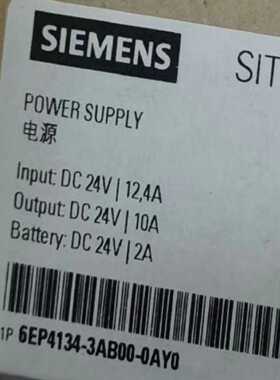 SIEMENS
SIT
POWER SUPPLY
电源
Input: DC 24V | 12,4A
Output: DC 24V | 10A
Battery: DC 24V | 2A
1P 6EP4134-3AB00-0AY0